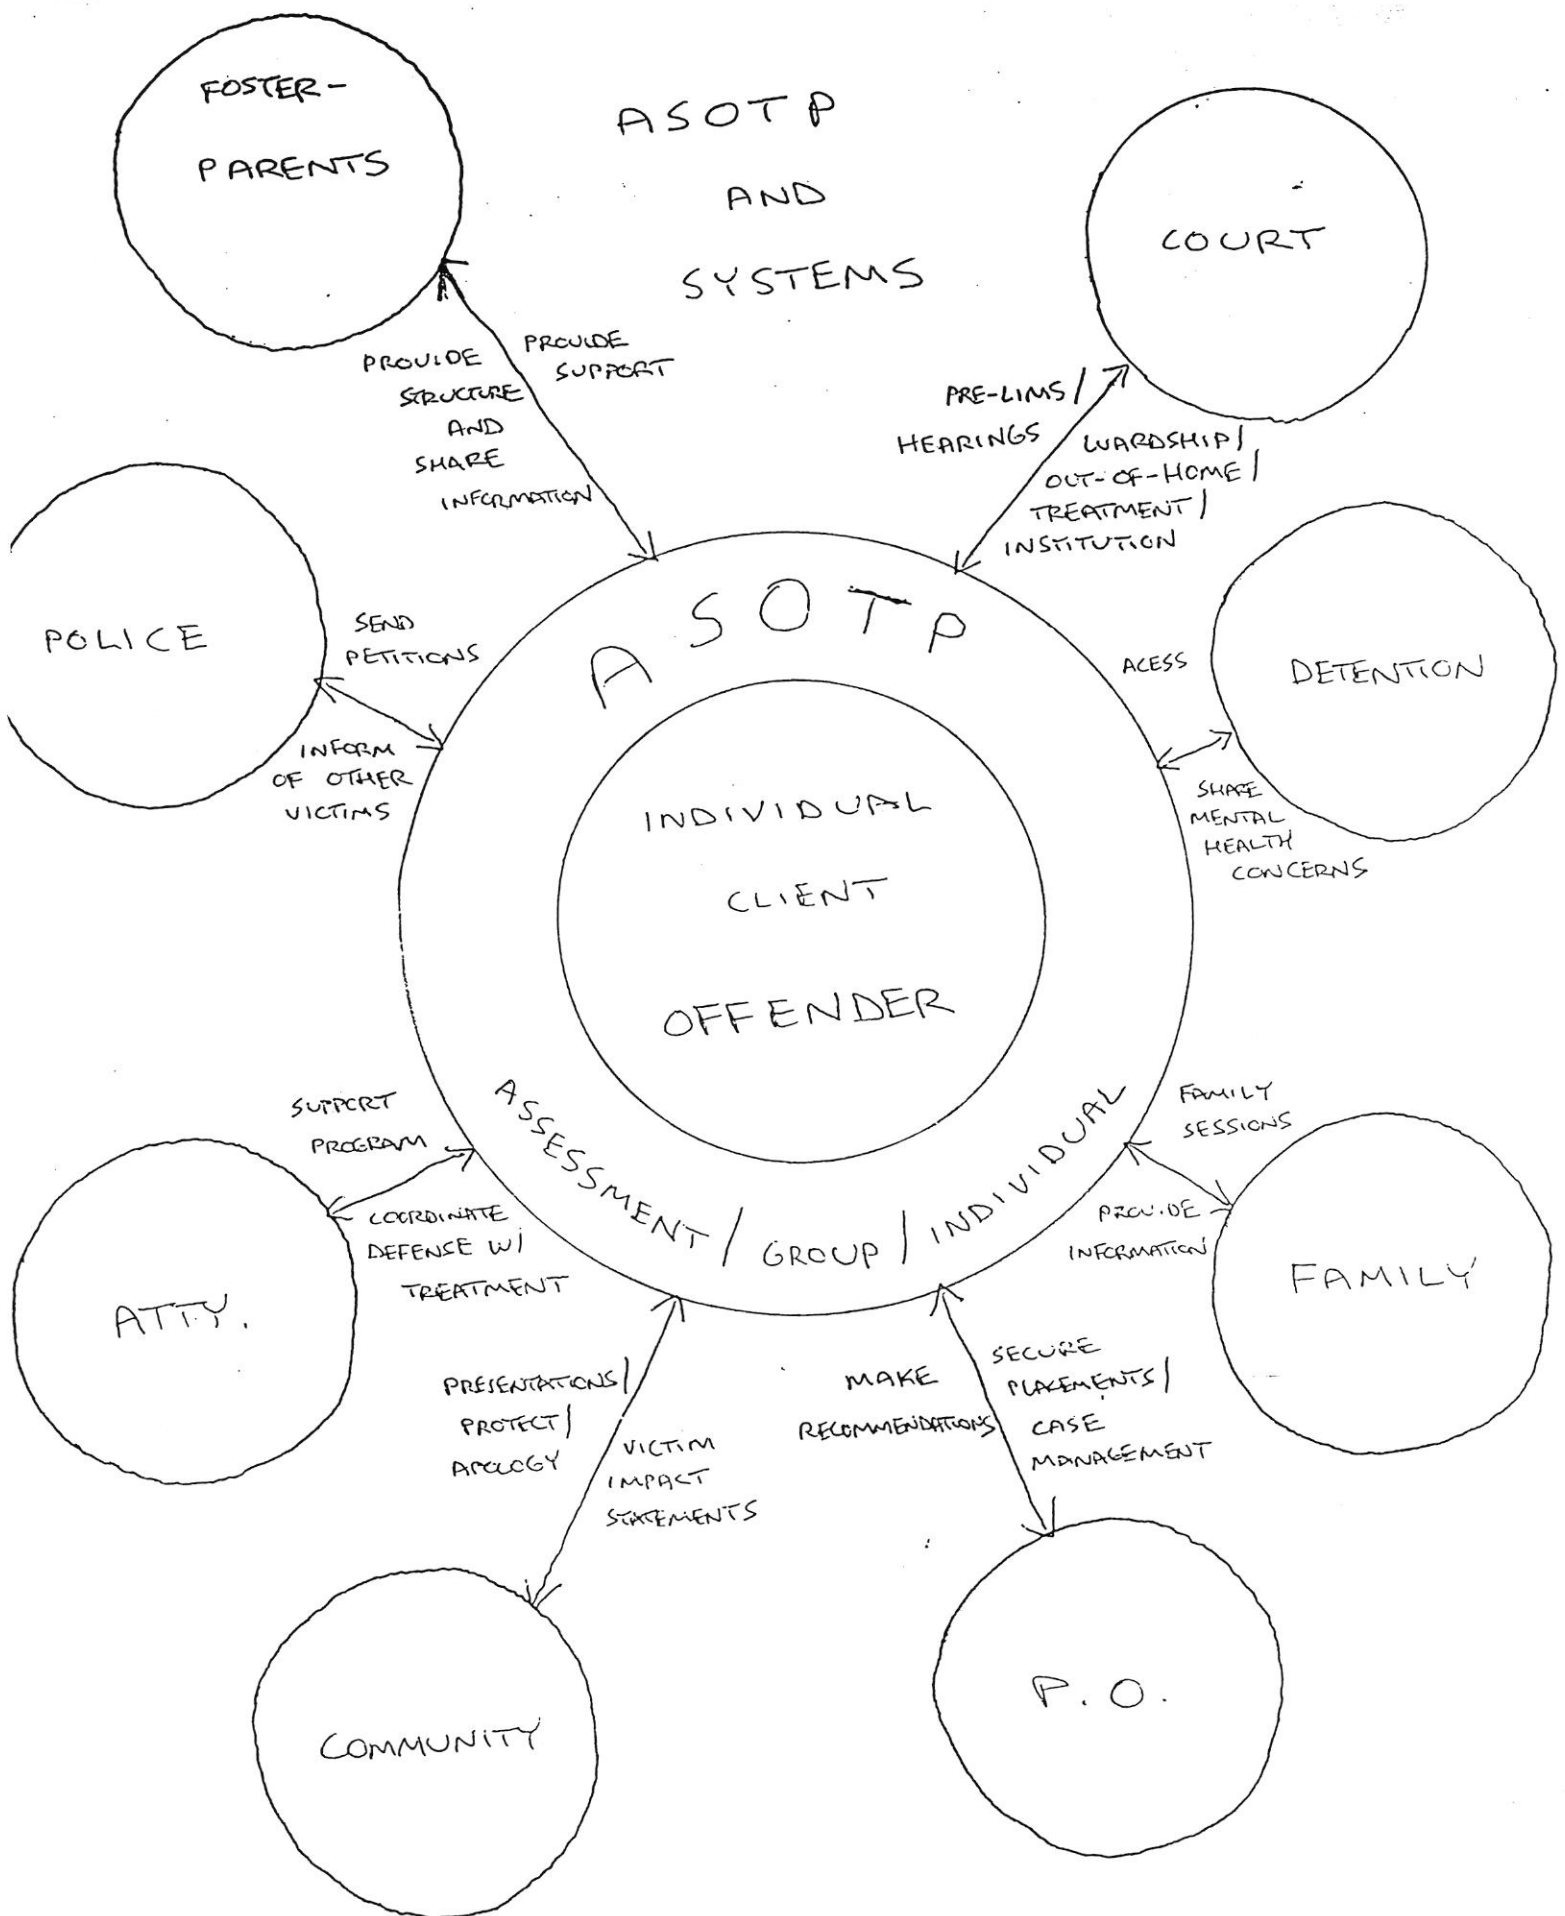 FOSTER-
PARENTS
ASOTP
AND
SYSTEMS
COURT
PROVIDE
STRUCTURE
AND
SHARE
INFORMATION
PROVIDE
SUPPORT
PRE-LIMS/
HEARINGS
WARDSHIP/
OUT-OF-HOME/
TREATMENT/
INSTITUTION
POLICE
SEND
PETITIONS
INFORM
OF OTHER
VICTIMS
ASOTP
ACESS
DETENTION
SHARE
MENTAL
HEALTH
CONCERNS
INDIVIDUAL
CLIENT
OFFENDER
ASSESSMENT / GROUP / INDIVIDUAL
SUPPORT
PROGRAM
COORDINATE
DEFENSE W/
TREATMENT
ATTY.
FAMILY
SESSIONS
PROVIDE
INFORMATION
FAMILY
PRESENTATIONS/
PROTECT/
APOLOGY
VICTIM
IMPACT
STATEMENTS
MAKE
RECOMMENDATIONS
SECURE
PLACEMENTS/
CASE
MANAGEMENT
COMMUNITY
P.O.